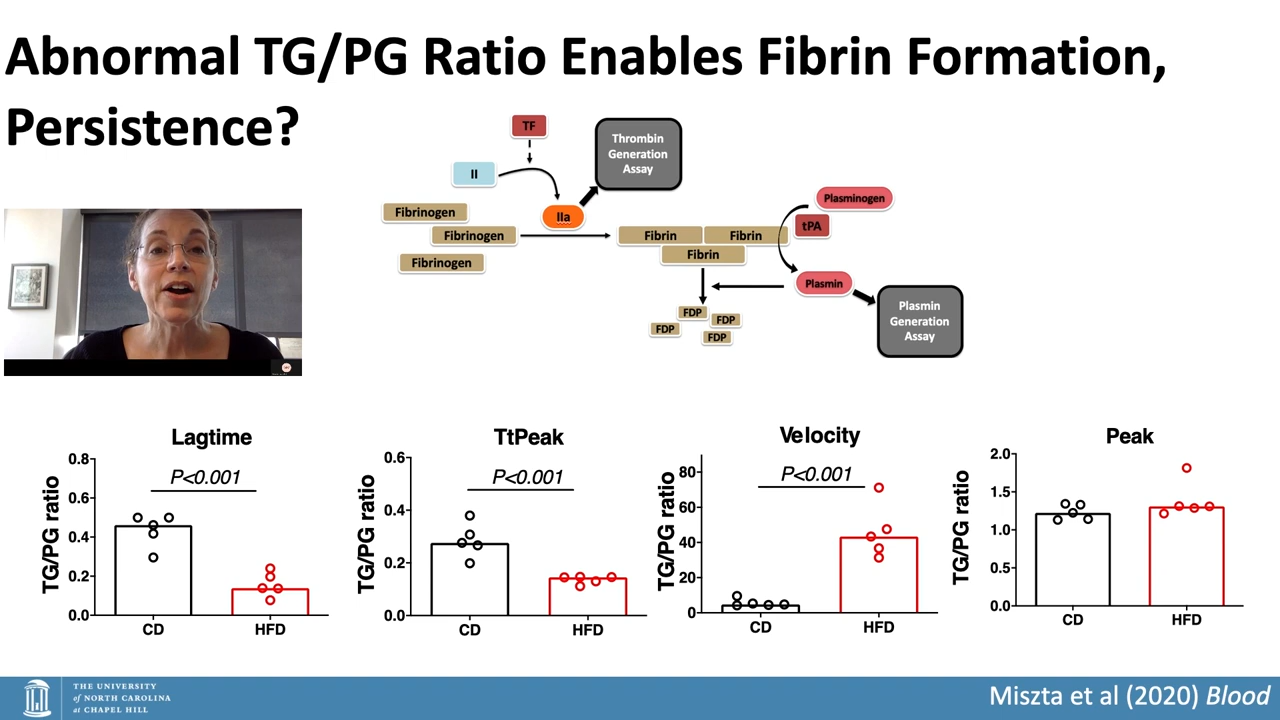 Abnormal TG/PG Ratio Enables Fibrin Formation,
Persistence?
TF
Thrombin
Generation
Assay
II
Plasminogen
Fibrinogen
IIa
tPA
Fibrinogen
Fibrin
Fibrin
Fibrinogen
Fibrin
Plasmin
FDP
FDP
FDP
FDP
Plasmin
Generation
Assay
Lagtime
P<0.001
TG/PG ratio
0.8
0.6
0.4
0.2
0.0
CD
HFD
TtPeak
P<0.001
TG/PG ratio
0.6
0.4
0.2
0.0
CD
HFD
Velocity
P<0.001
TG/PG ratio
80
60
40
20
0
CD
HFD
Peak
TG/PG ratio
2.0
1.5
1.0
0.5
0.0
CD
HFD
THE UNIVERSITY
of NORTH CAROLINA
at CHAPEL HILL
Miszta et al (2020) Blood